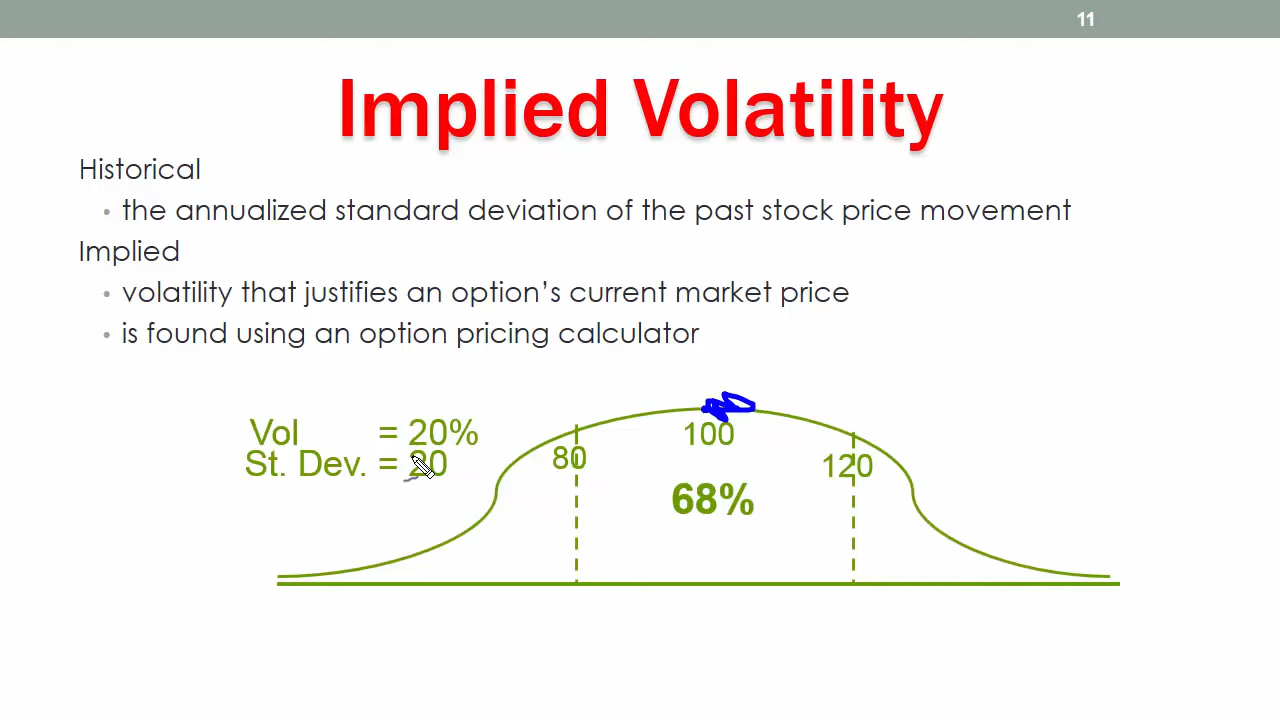 11
Implied Volatility
Historical
• the annualized standard deviation of the past stock price movement
Implied
• volatility that justifies an option’s current market price
• is found using an option pricing calculator
Vol = 20%
St. Dev. = 20
80
100
120
68%